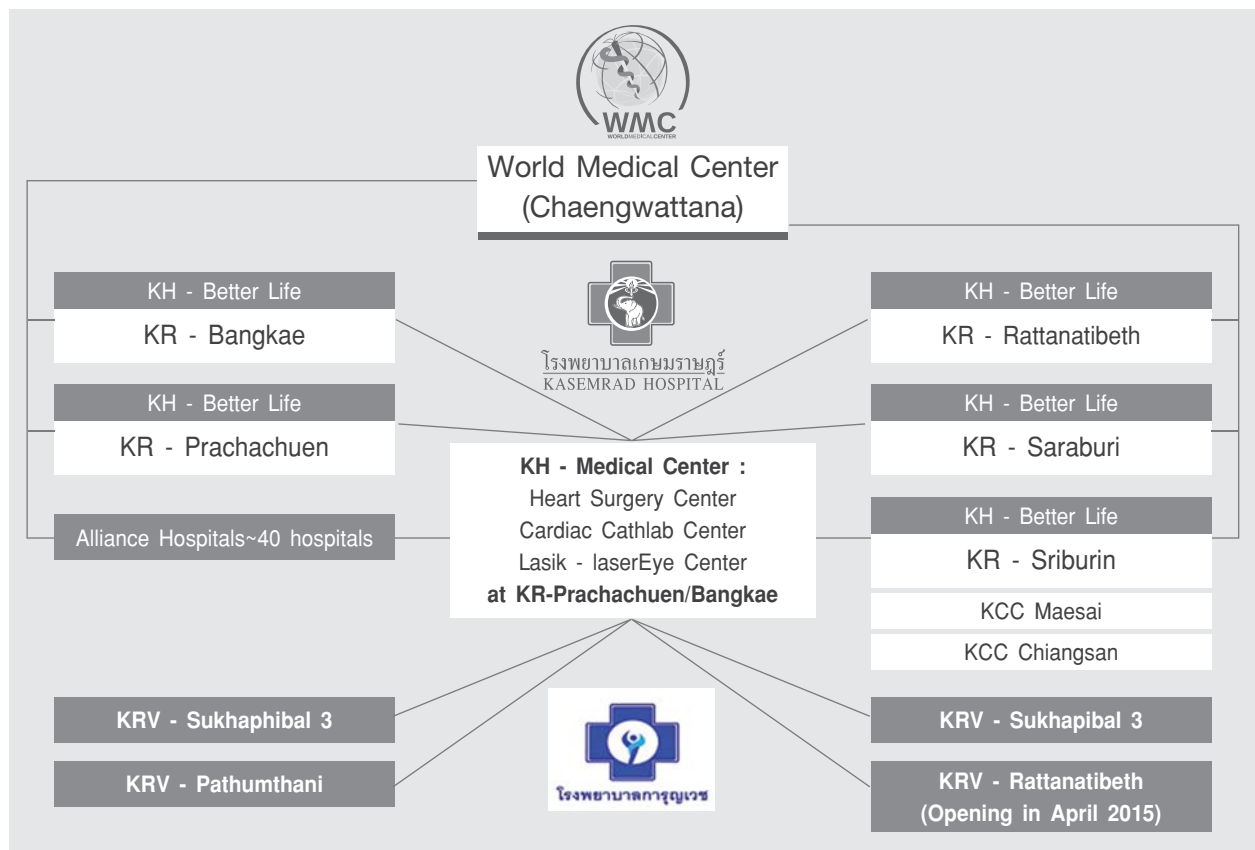 WMC
WORLDMEDICALCENTER
World Medical Center
(Chaengwattana)
KH - Better Life
KR - Bangkae
KH - Better Life
KR - Prachachuen
Alliance Hospitals~40 hospitals
โรงพยาบาลเกษมราษฎร์
KASEMRAD HOSPITAL
KH - Better Life
KR - Rattanatibeth
KH - Better Life
KR - Saraburi
KH - Better Life
KR - Sriburin
KCC Maesai
KCC Chiangsan
KH - Medical Center :
Heart Surgery Center
Cardiac Cathlab Center
Lasik - laserEye Center
at KR-Prachachuen/Bangkae
KRV - Sukhaphibal 3
KRV - Pathumthani
โรงพยาบาลการุญเวช
KRV - Sukhapibal 3
KRV - Rattanatibeth
(Opening in April 2015)